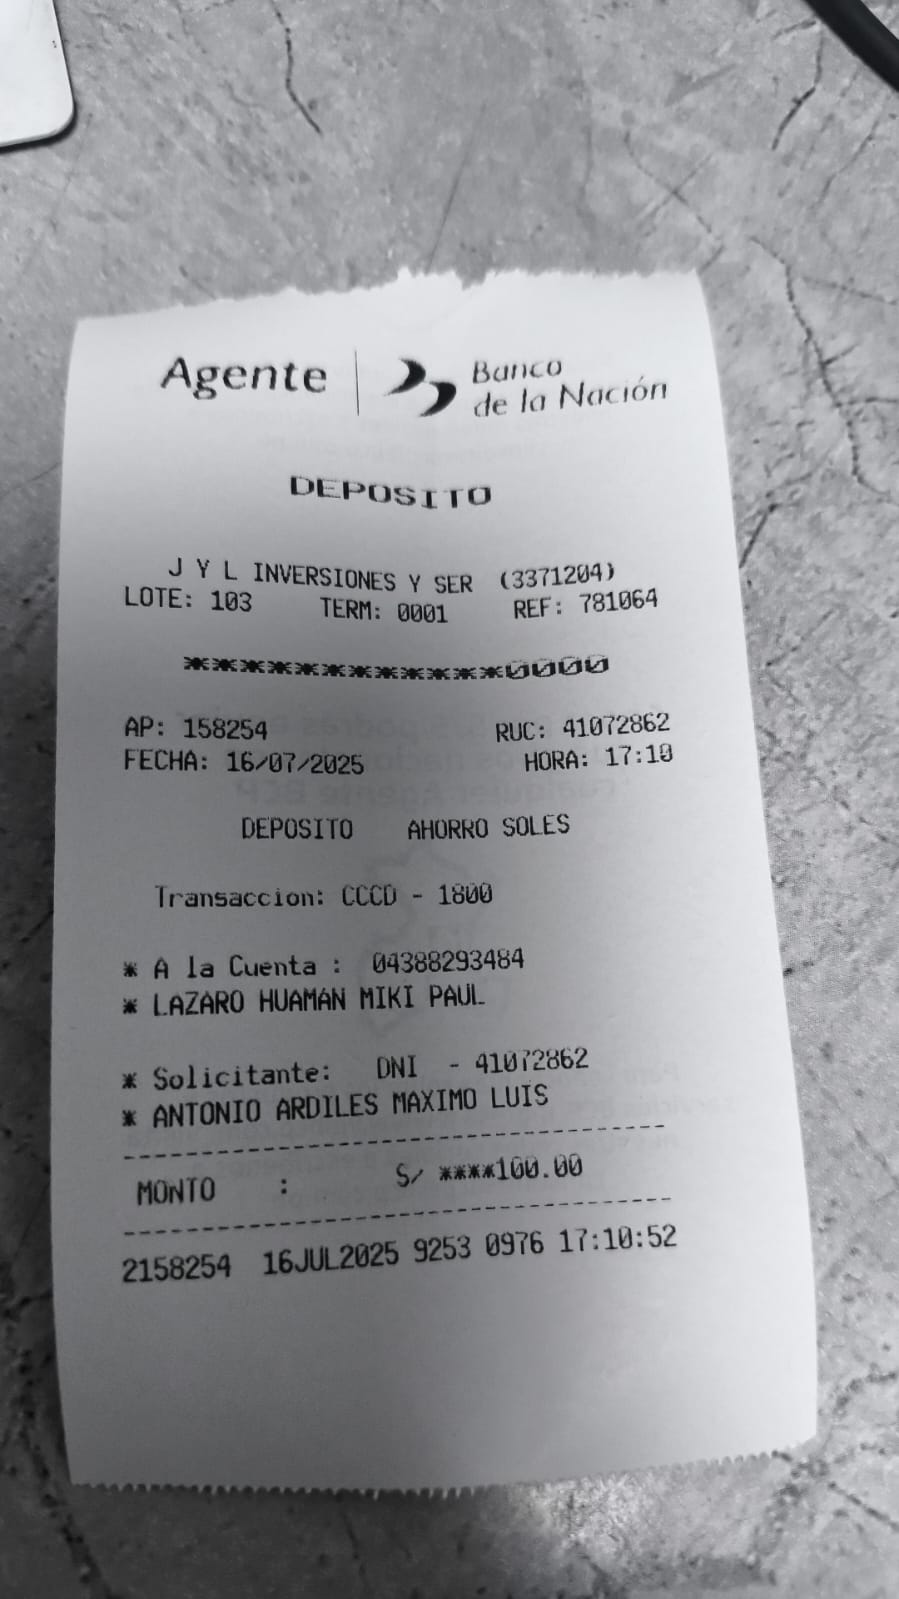 Agente | Banco
de la Nación
DEPOSITO
J Y L INVERSIONES Y SER (3371204)
LOTE: 103 TERM: 0001 REF: 781064
************0000
AP: 158254 RUC: 41072862
FECHA: 16/07/2025 HORA: 17:10
DEPOSITO AHORRO SOLES
Transaccion: CCCD - 1800
* A la Cuenta : 04388293484
* LAZARO HUAMAN MIKI PAUL
* Solicitante: DNI - 41072862
* ANTONIO ARDILES MAXIMO LUIS
MONTO : S/ ****100.00
2158254 16JUL2025 9253 0976 17:10:52